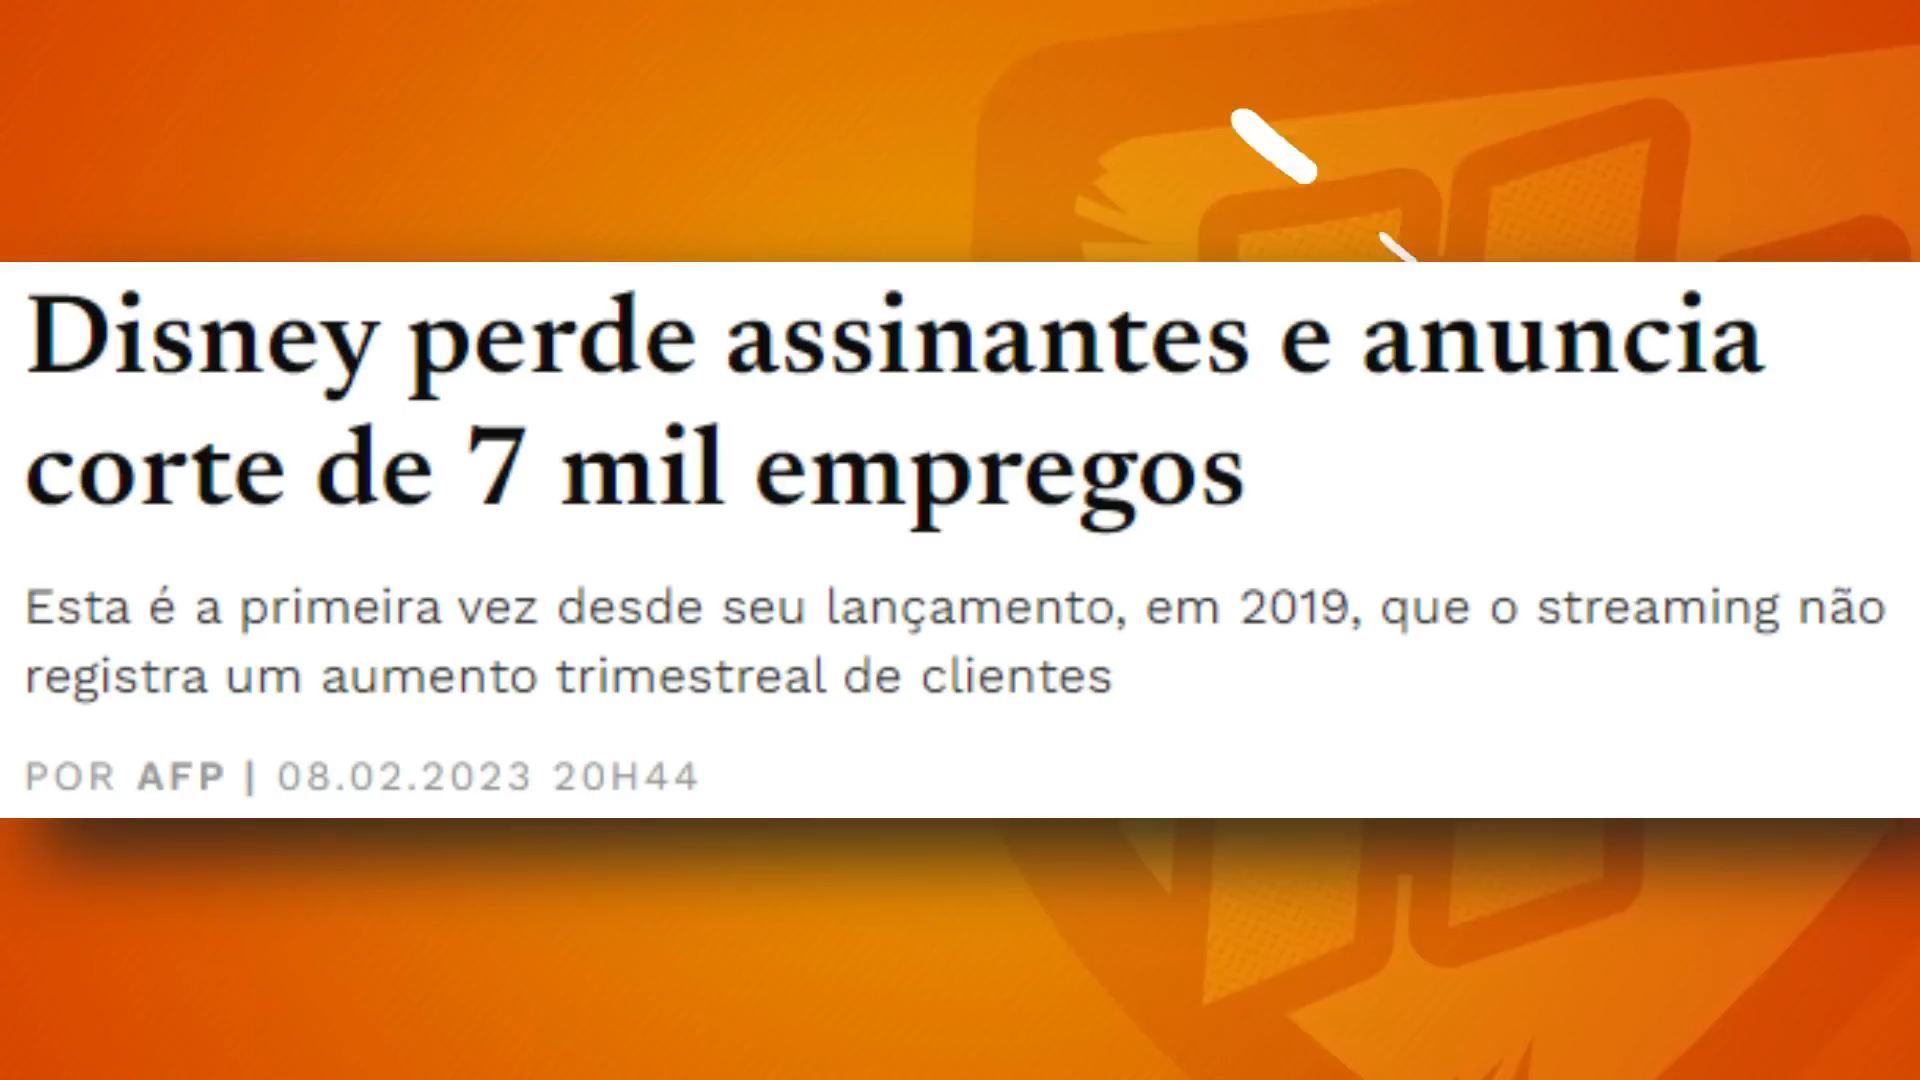 Disney perde assinantes e anuncia
corte de 7 mil empregos
Esta é a primeira vez desde seu lançamento, em 2019, que o streaming não
registra um aumento trimestreal de clientes
POR AFP | 08.02.2023 20H44